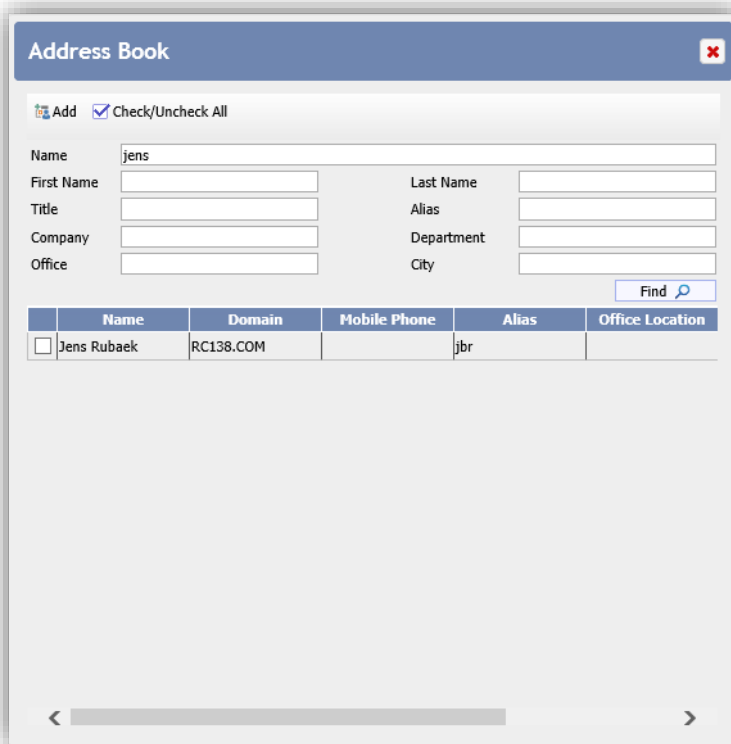 Address Book
Add Check/Uncheck All
Name jens
First Name Last Name
Title Alias
Company Department
Office City
Find
Name Domain Mobile Phone Alias Office Location
Jens Rubaek RC138.COM jbr